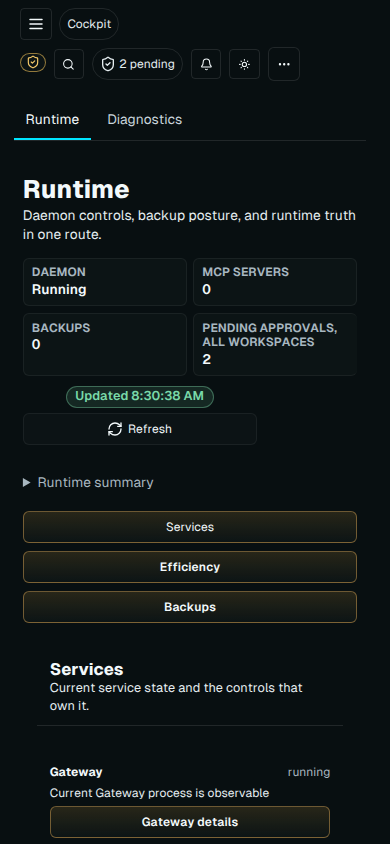 Cockpit
2 pending
Runtime
Diagnostics
Runtime
Daemon controls, backup posture, and runtime truth
in one route.
DAEMON
Running
MCP SERVERS
0
BACKUPS
0
PENDING APPROVALS,
ALL WORKSPACES
2
Updated 8:30:38 AM
Refresh
Runtime summary
Services
Efficiency
Backups
Services
Current service state and the controls that
own it.
Gateway
running
Current Gateway process is observable
Gateway details